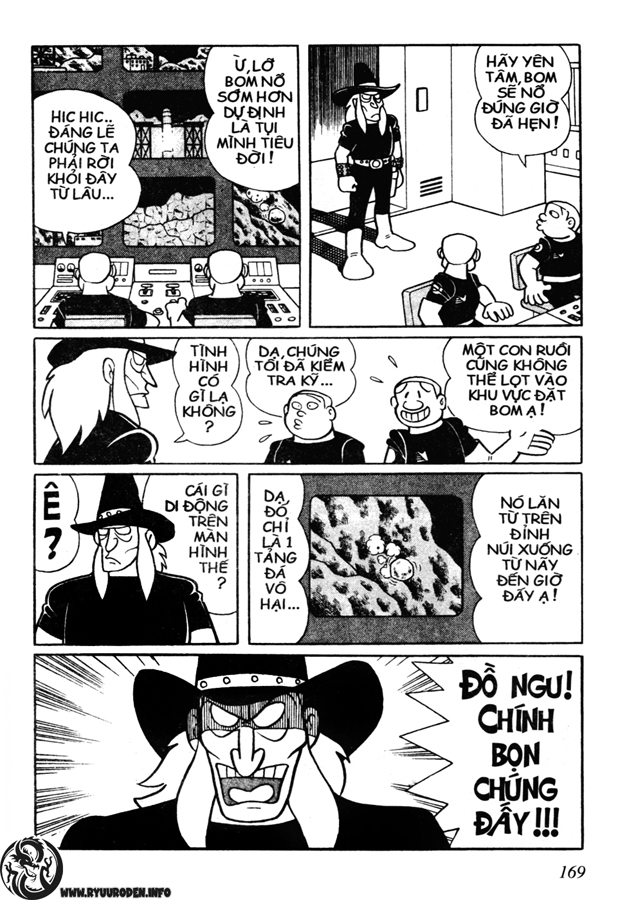 HIC HIC..
ĐÁNG LẼ
CHÚNG TA
PHẢI RỜI
KHỎI ĐÂY
TỪ LÂU...
Ừ, LỠ
BOM NỔ
SỚM HƠN
DỰ ĐỊNH
LÀ TỤI
MÌNH TIÊU
ĐỜI!
HÃY YÊN
TÂM, BOM
SẼ NỔ
ĐÚNG GIỜ
ĐÃ HẸN!
TÌNH
HÌNH
CÓ
GÌ LẠ
KHÔNG?
DẠ, CHÚNG
TÔI ĐÃ KIỂM
TRA KỸ...
MỘT CON RUỒI
CŨNG KHÔNG
THỂ LỌT VÀO
KHU VỰC ĐẶT
BOM Ạ!
Ê?
CÁI GÌ
DI ĐỘNG
TRÊN
MÀN
HÌNH
THẾ
?
DẠ,
ĐÓ
CHỈ
LÀ 1
TẢNG
ĐÁ
VÔ
HẠI...
NÓ LĂN
TỪ TRÊN
ĐỈNH
NÚI XUỐNG
TỪ NÃY
ĐẾN GIỜ
ĐẤY Ạ!
ĐỒ NGU!
CHÍNH
BỌN
CHÚNG
ĐẤY!!!
169
WWW.RYUURODEN.INFO